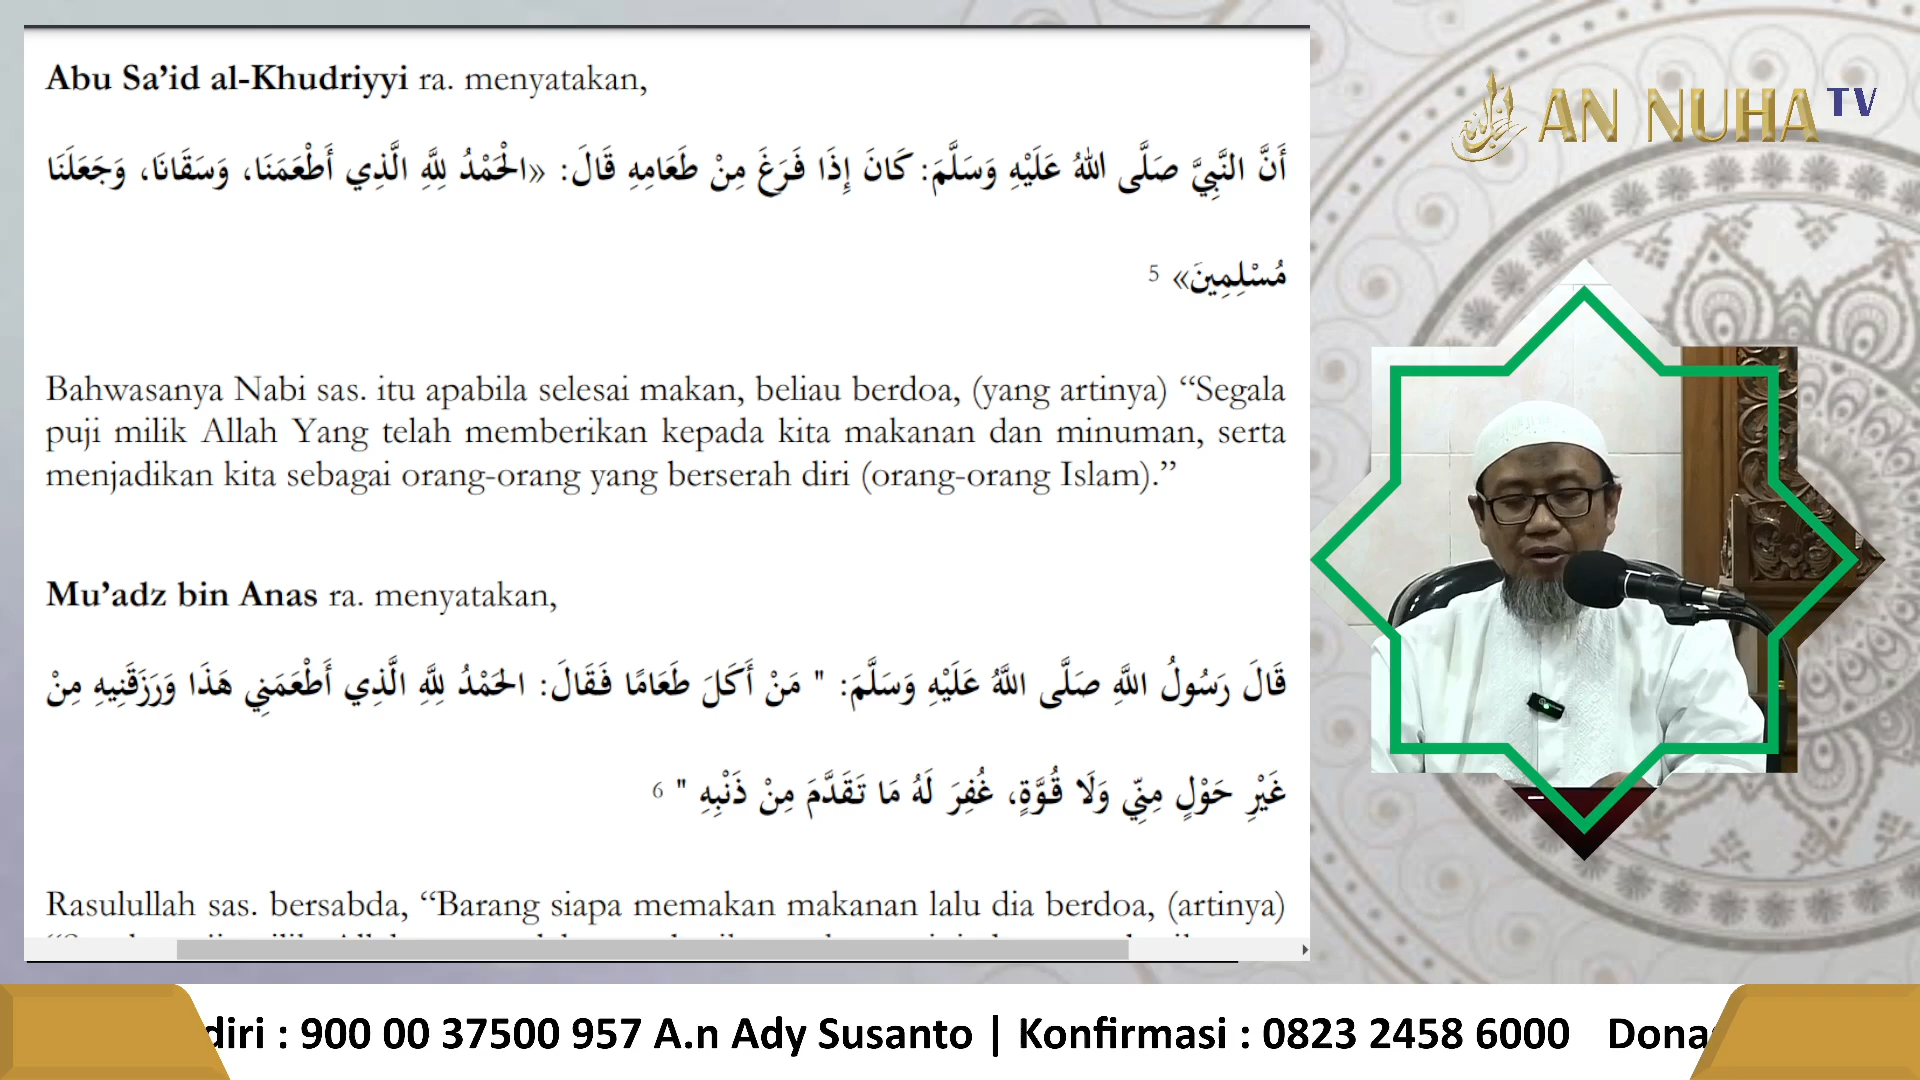 Abu Sa’id al-Khudriyyi ra. menyatakan,
أَنَّ النَّبِيَّ صَلَّى اللهُ عَلَيْهِ وَسَلَّمَ: كَانَ إِذَا فَرَغَ مِنْ طَعَامِهِ قَالَ: «الْحَمْدُ لِلَّهِ الَّذِي أَطْعَمَنَا، وَسَقَانَا، وَجَعَلَنَا
مُسْلِمِينَ» 5
Bahwasanya Nabi sas. itu apabila selesai makan, beliau berdoa, (yang artinya) “Segala
puji milik Allah Yang telah memberikan kepada kita makanan dan minuman, serta
menjadikan kita sebagai orang-orang yang berserah diri (orang-orang Islam).”
Mu’adz bin Anas ra. menyatakan,
قَالَ رَسُولُ اللَّهِ صَلَّى اللَّهُ عَلَيْهِ وَسَلَّمَ: " مَنْ أَكَلَ طَعَامًا فَقَالَ: الحَمْدُ لِلَّهِ الَّذِي أَطْعَمَنِي هَذَا وَرَزَقَنِيهِ مِنْ
غَيْرِ حَوْلٍ مِنِّي وَلَا قُوَّةٍ، غُفِرَ لَهُ مَا تَقَدَّمَ مِنْ ذَنْبِهِ " 6
Rasulullah sas. bersabda, “Barang siapa memakan makanan lalu dia berdoa, (artinya)
AN NUHA TV
diri : 900 00 37500 957 A.n Ady Susanto | Konfirmasi : 0823 2458 6000 Dona